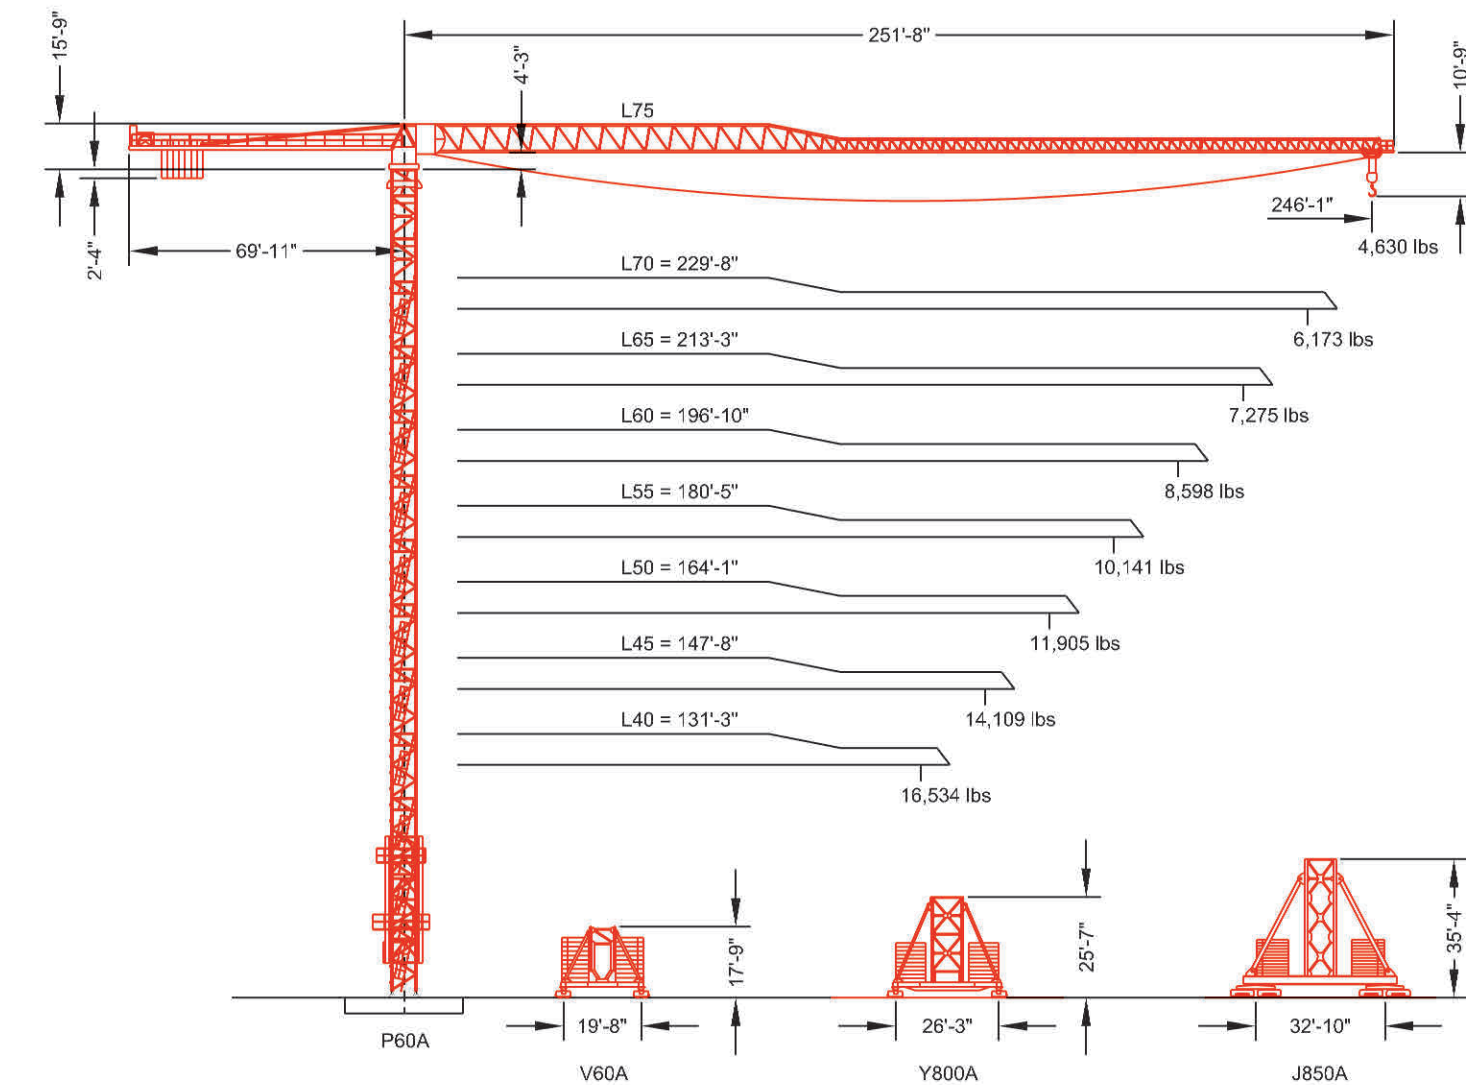 251'-8"
15'-9"
4'-3"
10'-9"
L75
246'-1"
2'-4"
69'-11"
4,630 lbs
L70 = 229'-8"
6,173 lbs
L65 = 213'-3"
7,275 lbs
L60 = 196'-10"
8,598 lbs
L55 = 180'-5"
10,141 lbs
L50 = 164'-1"
11,905 lbs
L45 = 147'-8"
14,109 lbs
L40 = 131'-3"
16,534 lbs
17'-9"
25'-7"
35'-4"
19'-8"
26'-3"
32'-10"
P60A
V60A
Y800A
J850A